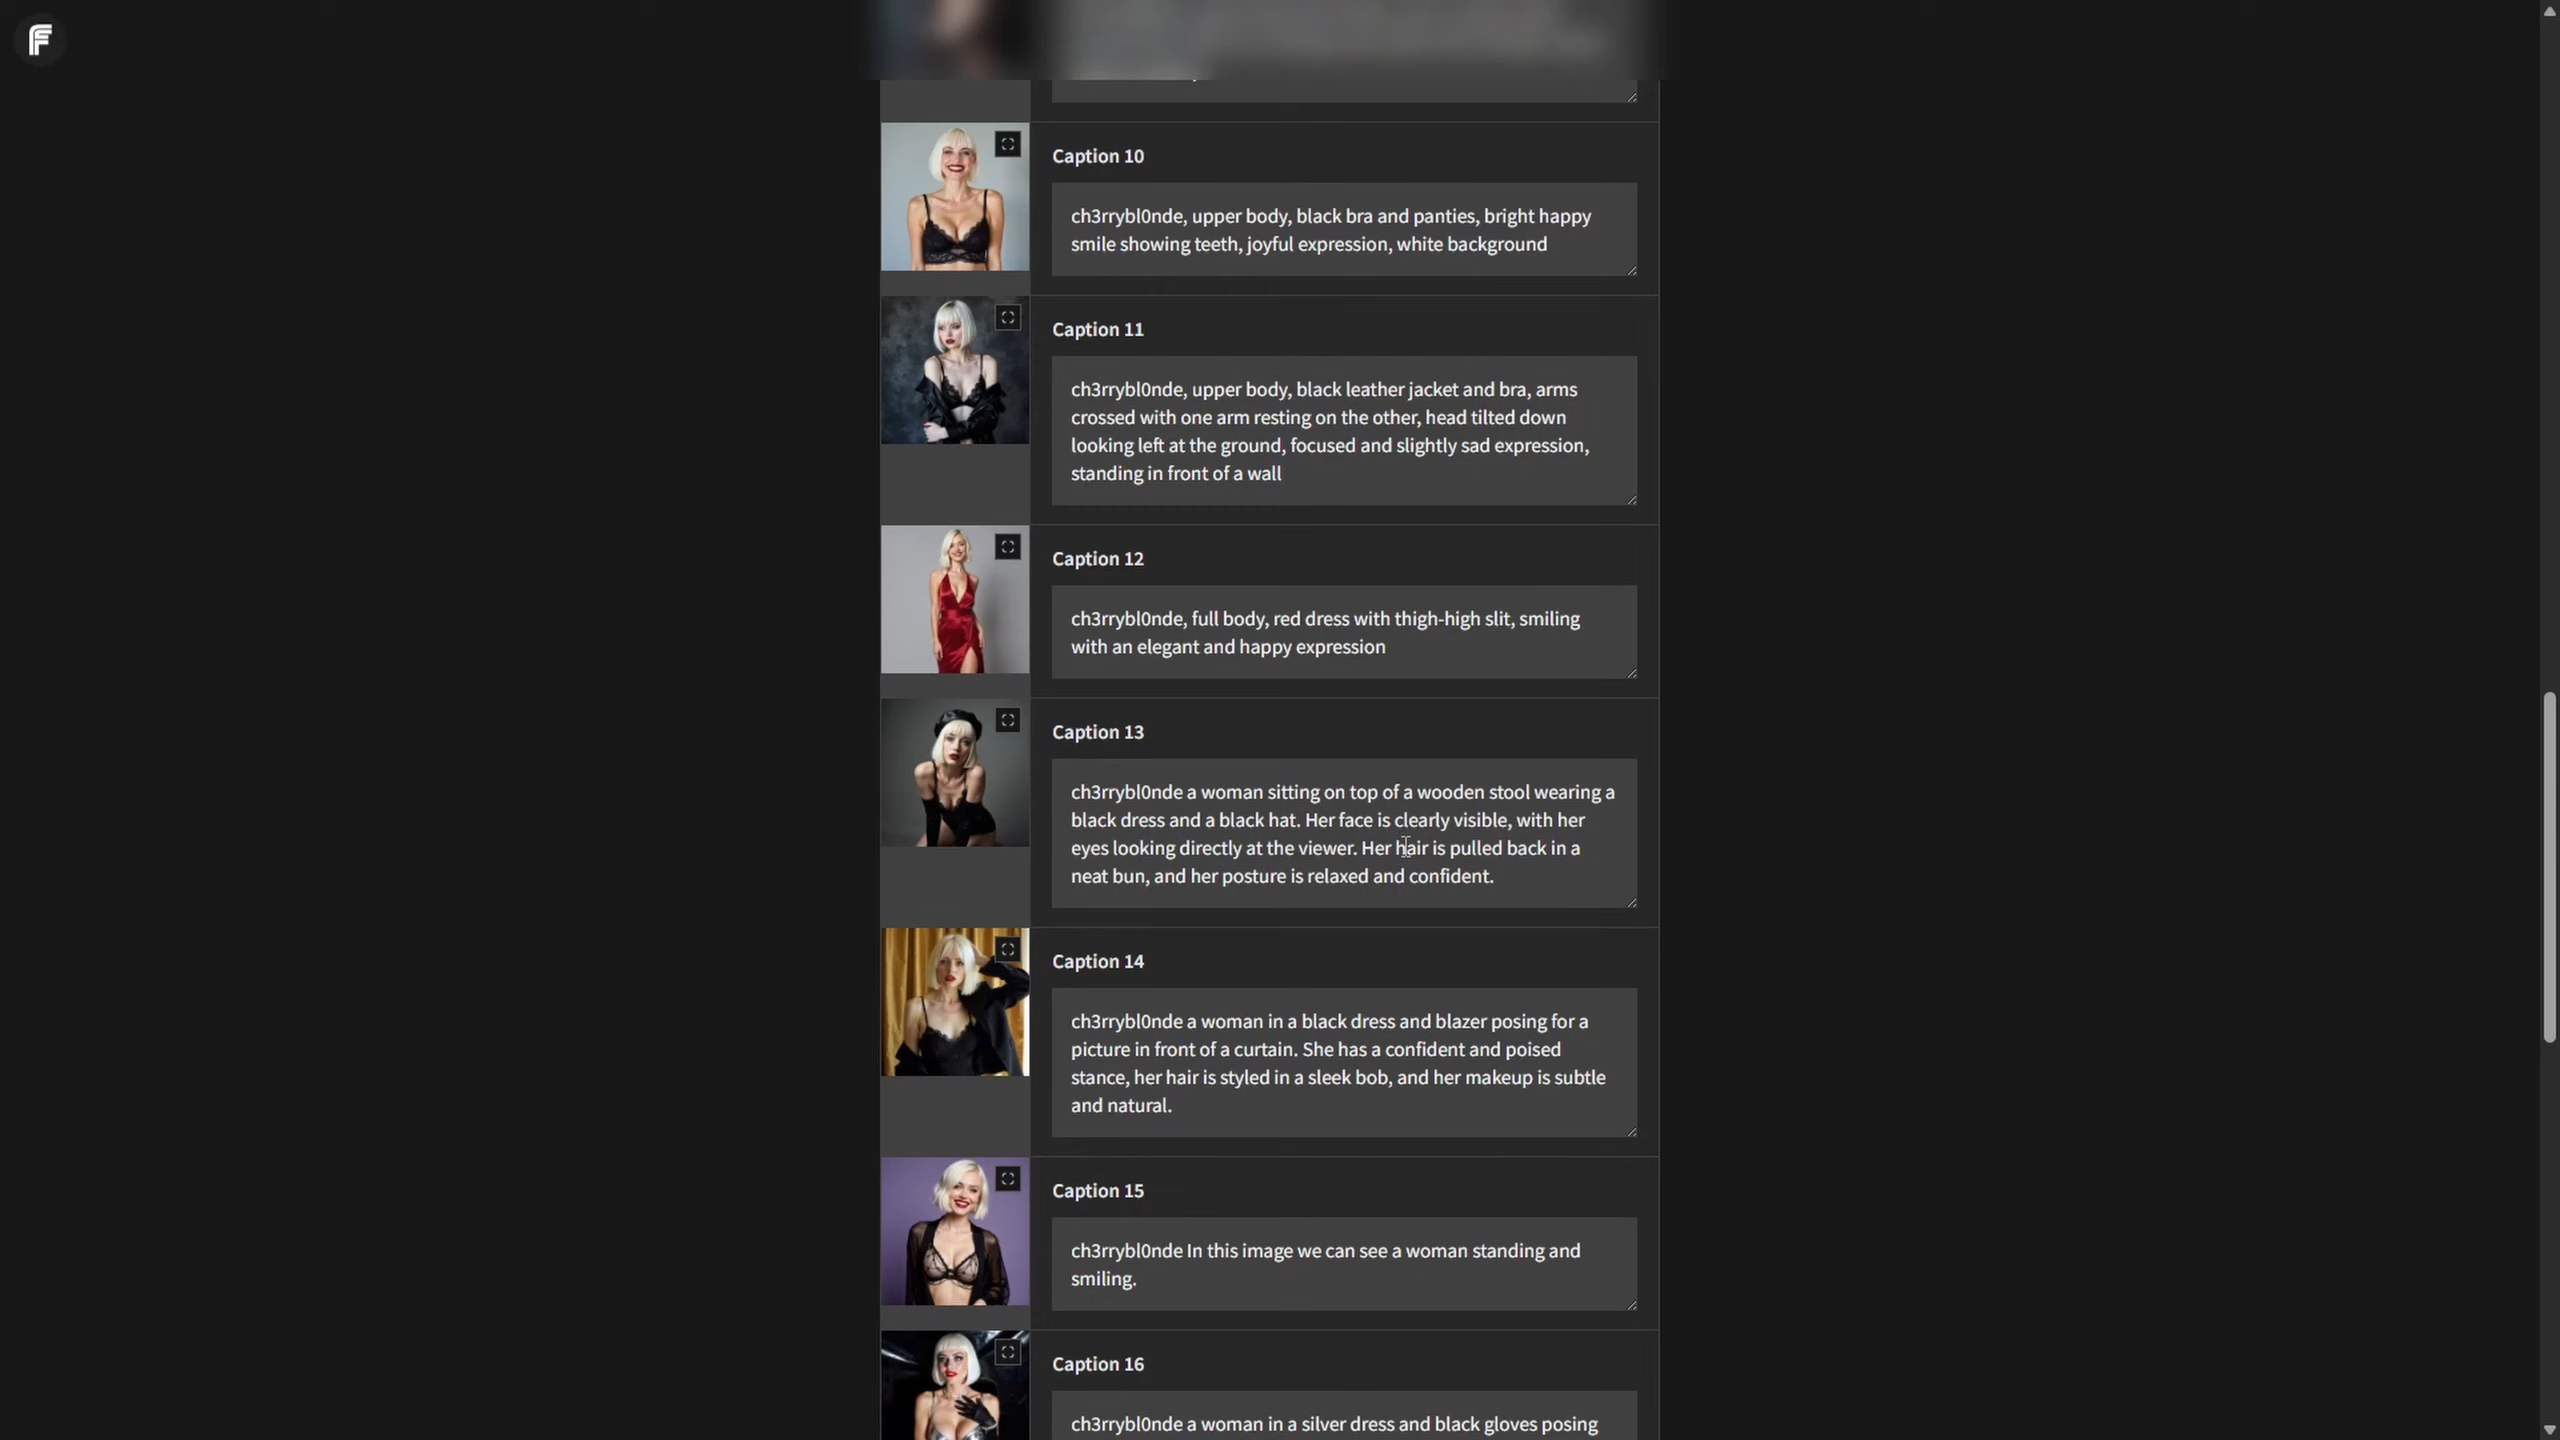 Caption 10
ch3rrybl0nde, upper body, black bra and panties, bright happy
smile showing teeth, joyful expression, white background
Caption 11
ch3rrybl0nde, upper body, black leather jacket and bra, arms
crossed with one arm resting on the other, head tilted down
looking left at the ground, focused and slightly sad expression,
standing in front of a wall
Caption 12
ch3rrybl0nde, full body, red dress with thigh-high slit, smiling
with an elegant and happy expression
Caption 13
ch3rrybl0nde a woman sitting on top of a wooden stool wearing a
black dress and a black hat. Her face is clearly visible, with her
eyes looking directly at the viewer. Her hair is pulled back in a
neat bun, and her posture is relaxed and confident.
Caption 14
ch3rrybl0nde a woman in a black dress and blazer posing for a
picture in front of a curtain. She has a confident and poised
stance, her hair is styled in a sleek bob, and her makeup is subtle
and natural.
Caption 15
ch3rrybl0nde In this image we can see a woman standing and
smiling.
Caption 16
ch3rrybl0nde a woman in a silver dress and black gloves posing